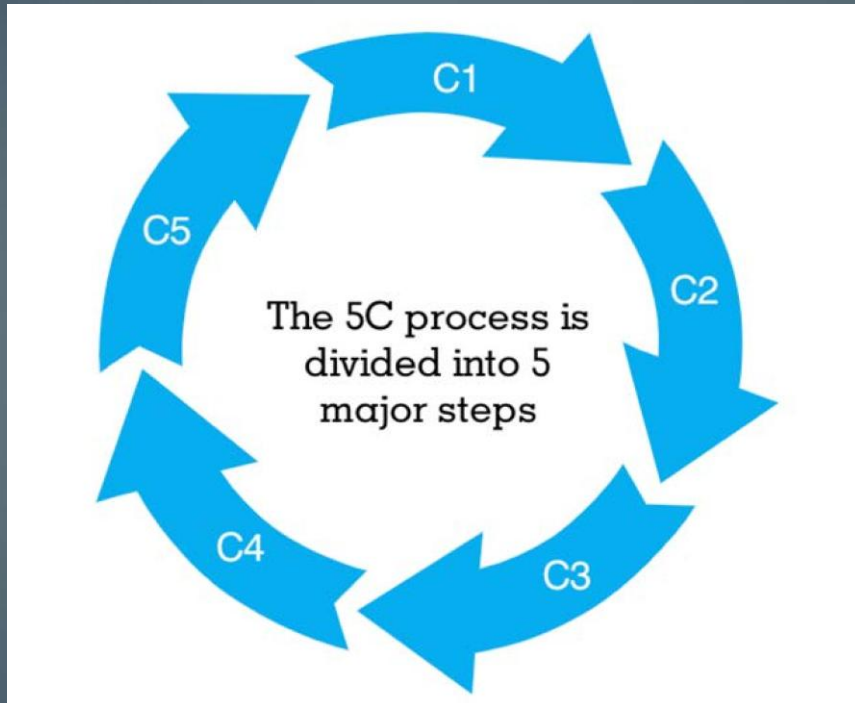 C1
C2
C3
C4
C5
The 5C process is
divided into 5
major steps